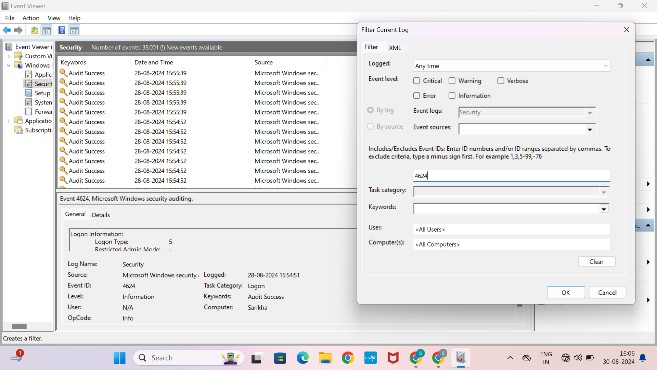 Event Viewer
File Action View Help
Event Viewer (
Custom Vi
Windows
Applic
Securit
Setup
System
Forwar
Applicatio
Subscripti
Security Number of events: 35,001 (!) New events available
Keywords Date and Time Source
Audit Success 28-08-2024 15:55:39 Microsoft Windows sec...
Audit Success 28-08-2024 15:55:39 Microsoft Windows sec...
Audit Success 28-08-2024 15:55:39 Microsoft Windows sec...
Audit Success 28-08-2024 15:55:39 Microsoft Windows sec...
Audit Success 28-08-2024 15:55:39 Microsoft Windows sec...
Audit Success 28-08-2024 15:54:52 Microsoft Windows sec...
Audit Success 28-08-2024 15:54:52 Microsoft Windows sec...
Audit Success 28-08-2024 15:54:52 Microsoft Windows sec...
Audit Success 28-08-2024 15:54:52 Microsoft Windows sec...
Audit Success 28-08-2024 15:54:52 Microsoft Windows sec...
Audit Success 28-08-2024 15:54:52 Microsoft Windows sec...
Audit Success 28-08-2024 15:54:52 Microsoft Windows sec...
Event 4624, Microsoft Windows security auditing.
General Details
Logon Information:
Logon Type: 5
Restricted Admin Mode: -
Log Name: Security
Source: Microsoft Windows security Logged: 28-08-2024 15:54:51
Event ID: 4624 Task Category: Logon
Level: Information Keywords: Audit Success
User: N/A Computer: Sarikha
OpCode: Info
Creates a filter.
Filter Current Log
Filter XML
Logged: Any time
Event level: Critical Warning Verbose
Error Information
By log Event logs: Security
By source Event sources:
Includes/Excludes Event IDs: Enter ID numbers and/or ID ranges separated by commas. To
exclude criteria, type a minus sign first. For example 1,3,5-99,-76
4624
Task category:
Keywords:
User: <All Users>
Computer(s): <All Computers>
Clear
OK Cancel
Search
ENG
IN
16:06
30-08-2024